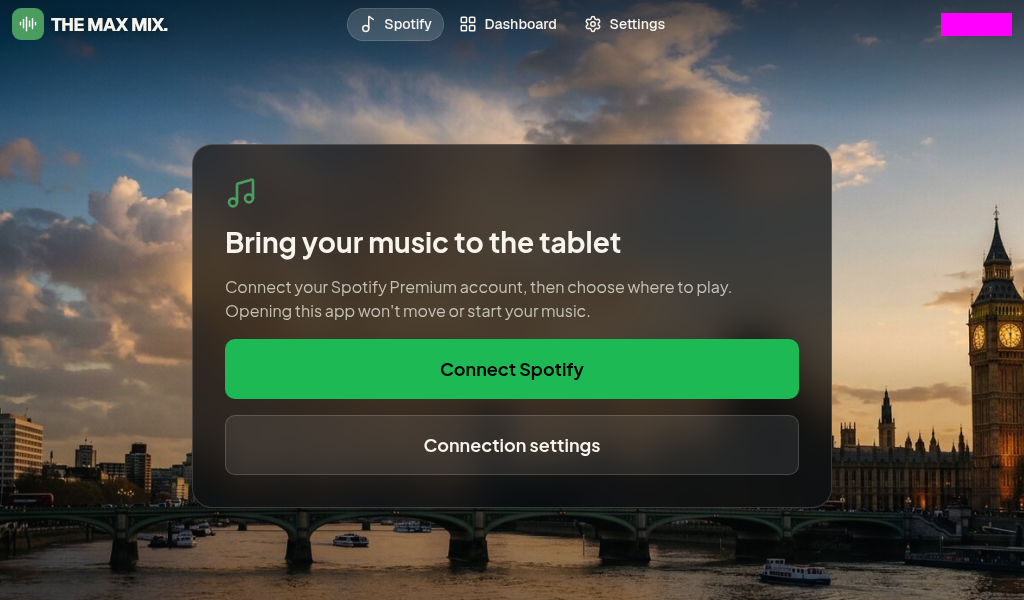 THE MAX MIX.
Spotify
Dashboard
Settings
Bring your music to the tablet
Connect your Spotify Premium account, then choose where to play.
Opening this app won't move or start your music.
Connect Spotify
Connection settings